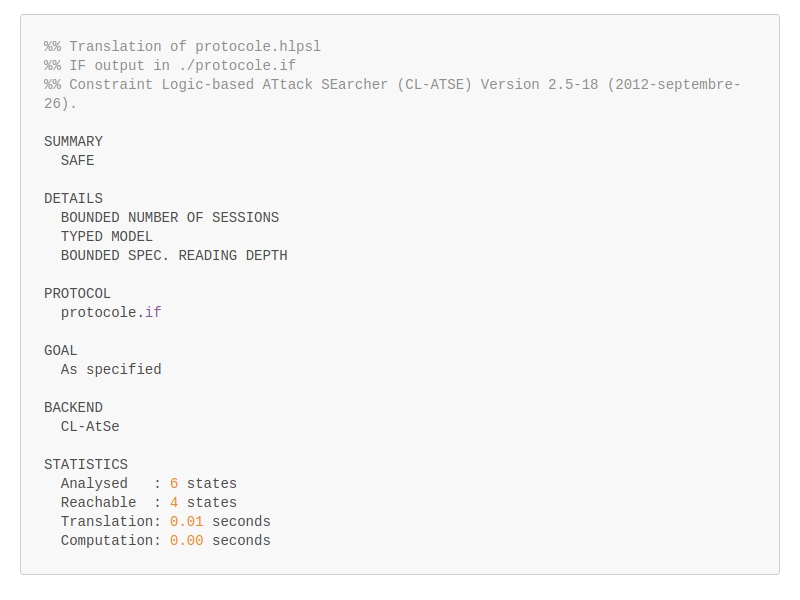 %% Translation of protocole.hlpsl
%% IF output in ./protocole.if
%% Constraint Logic-based ATtack SEarcher (CL-ATSE) Version 2.5-18 (2012-septembre-
26).
SUMMARY
SAFE
DETAILS
BOUNDED NUMBER OF SESSIONS
TYPED MODEL
BOUNDED SPEC. READING DEPTH
PROTOCOL
protocole.if
GOAL
As specified
BACKEND
CL-AtSe
STATISTICS
Analysed   : 6 states
Reachable  : 4 states
Translation: 0.01 seconds
Computation: 0.00 seconds